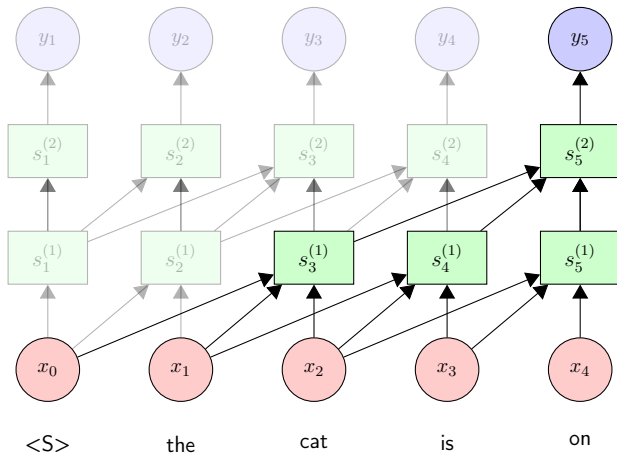 y₁ y₂ y₃ y₄ y₅
s₁⁽²⁾ s₂⁽²⁾ s₃⁽²⁾ s₄⁽²⁾ s₅⁽²⁾
s₁⁽¹⁾ s₂⁽¹⁾ s₃⁽¹⁾ s₄⁽¹⁾ s₅⁽¹⁾
x₀ x₁ x₂ x₃ x₄
<S> the cat is on